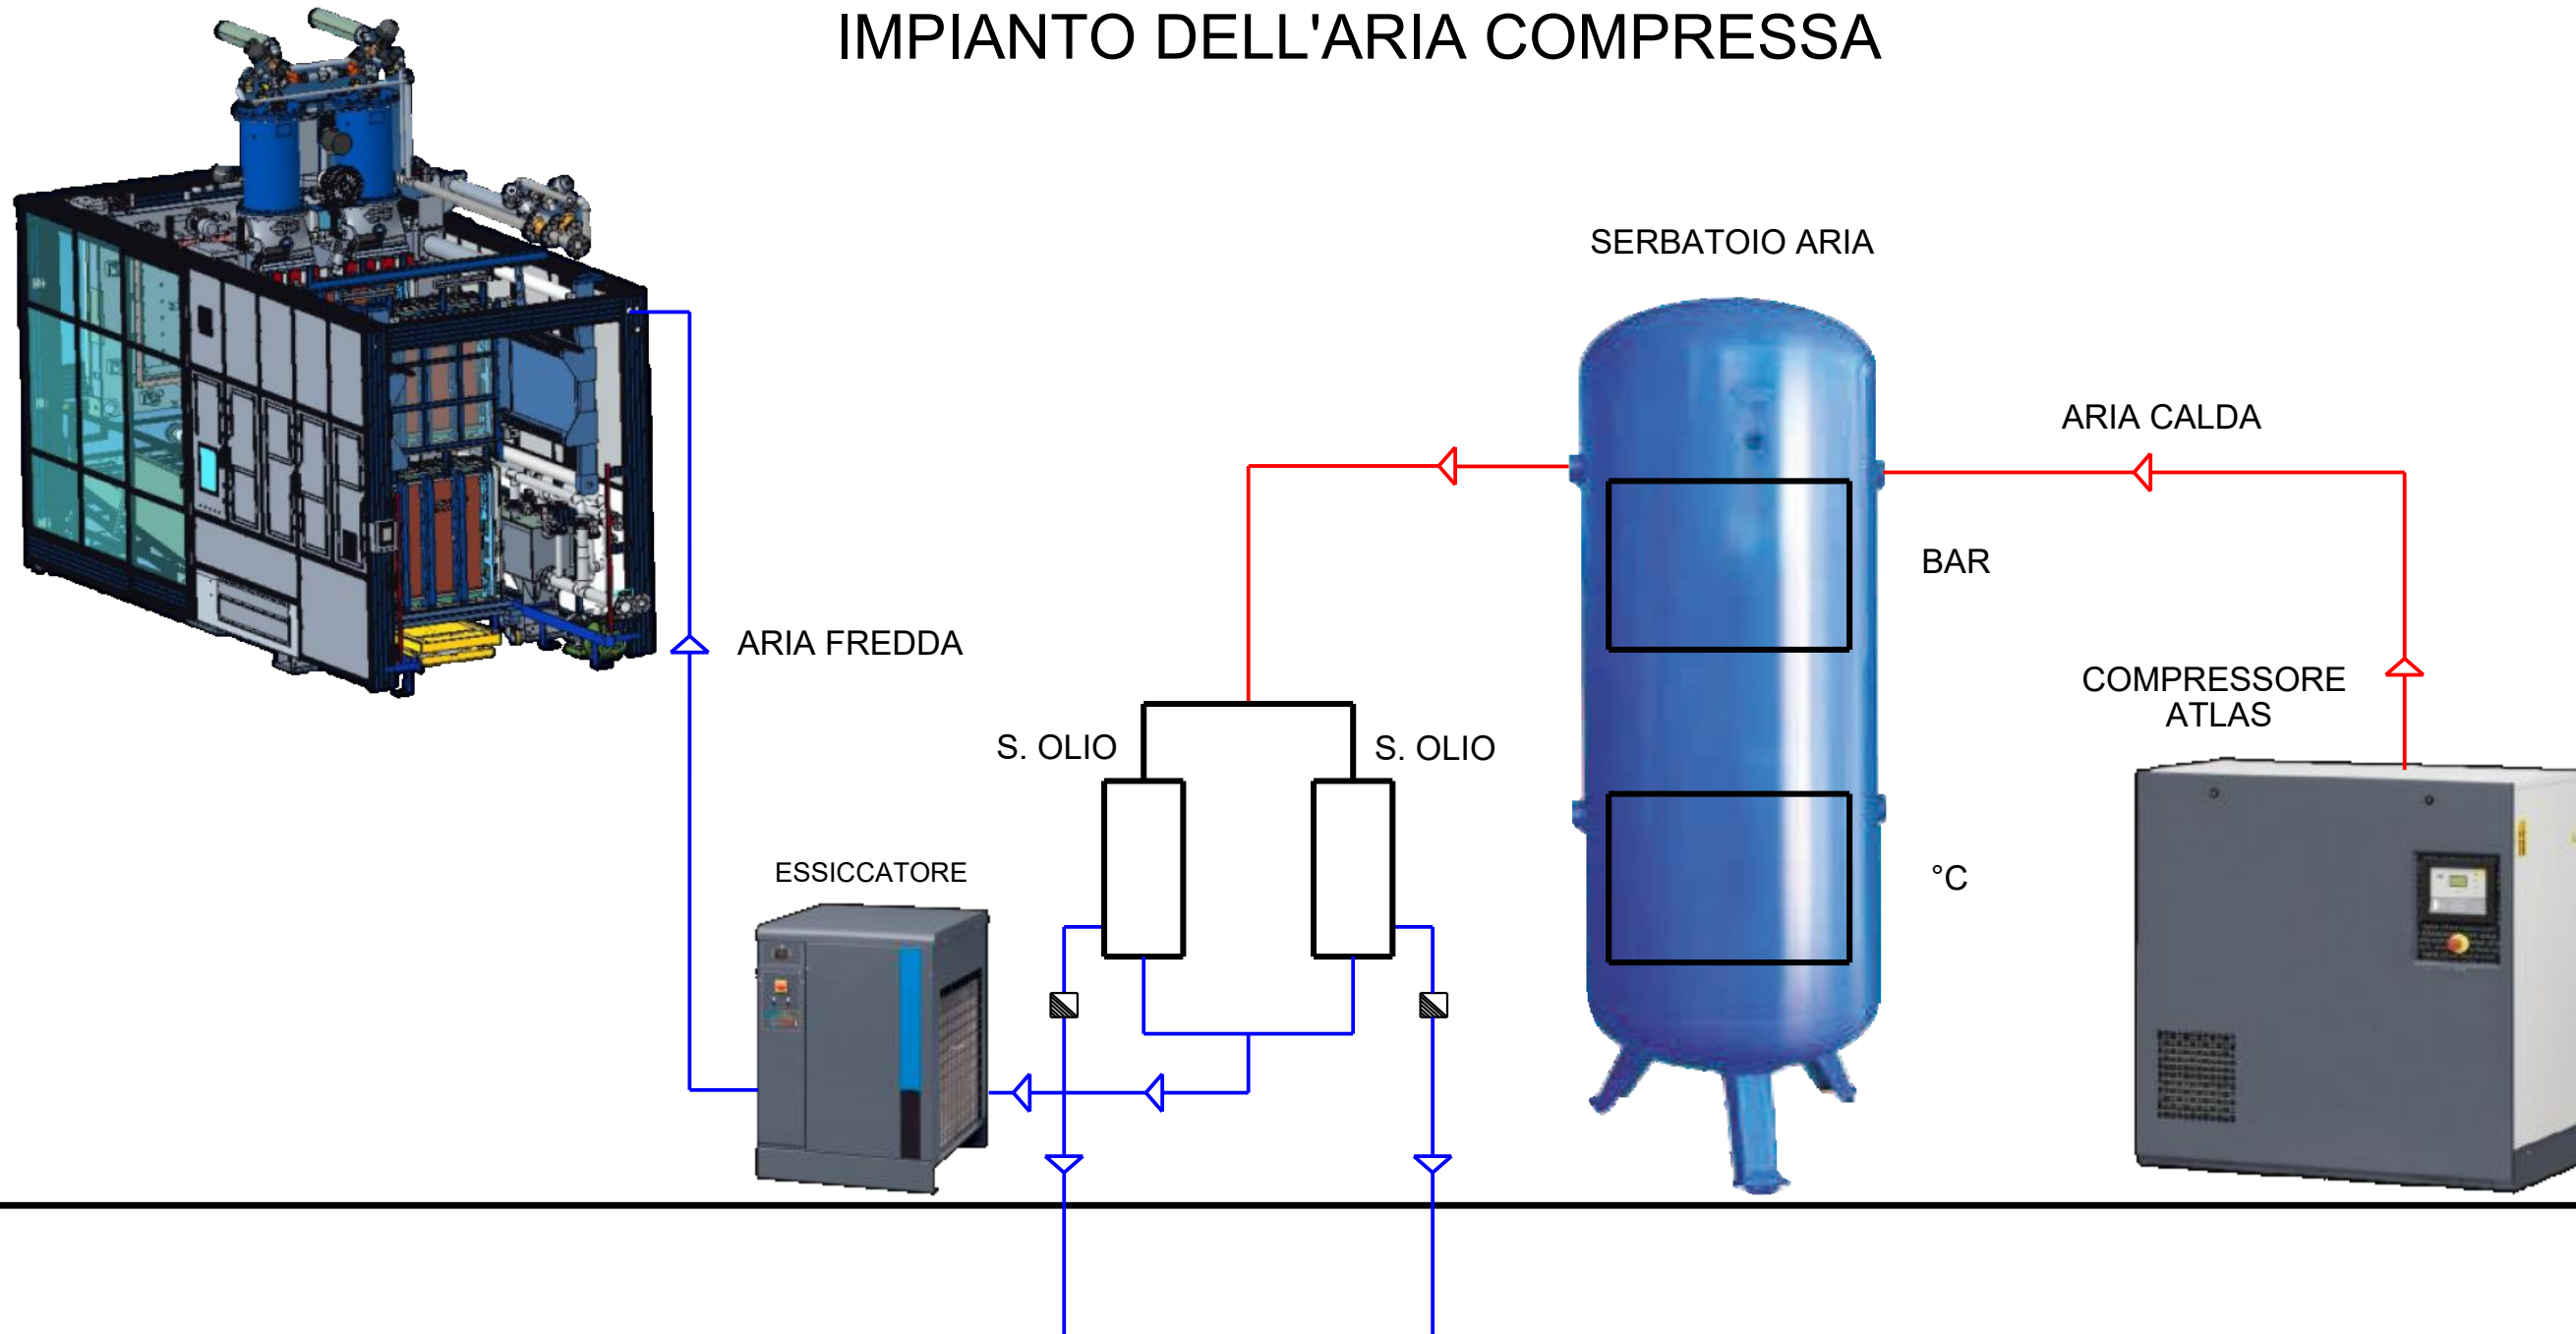 IMPIANTO DELL'ARIA COMPRESSA
SERBATOIO ARIA
ARIA CALDA
BAR
ARIA FREDDA
COMPRESSORE
ATLAS
S. OLIO
S. OLIO
ESSICCATORE
°C